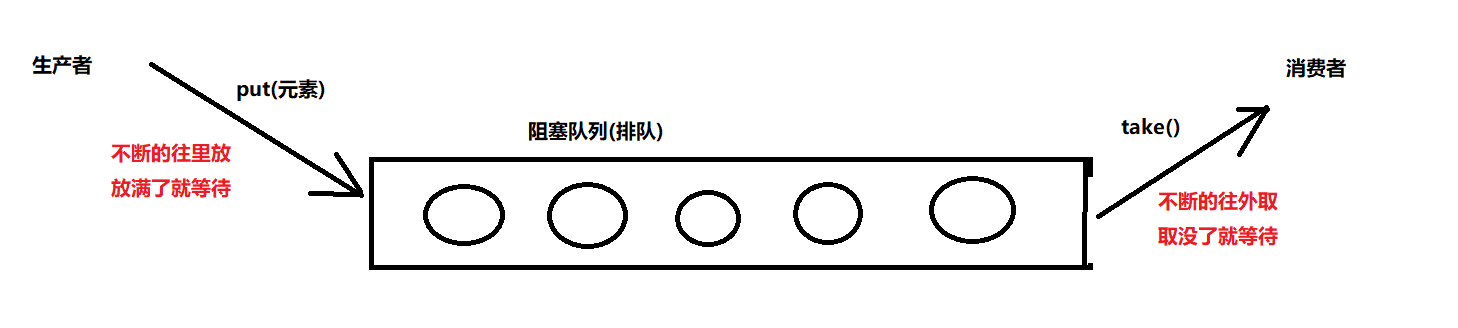 生产者
put(元素)
不断的往里放
放满了就等待
阻塞队列(排队)
消费者
take()
不断的往外取
取没了就等待